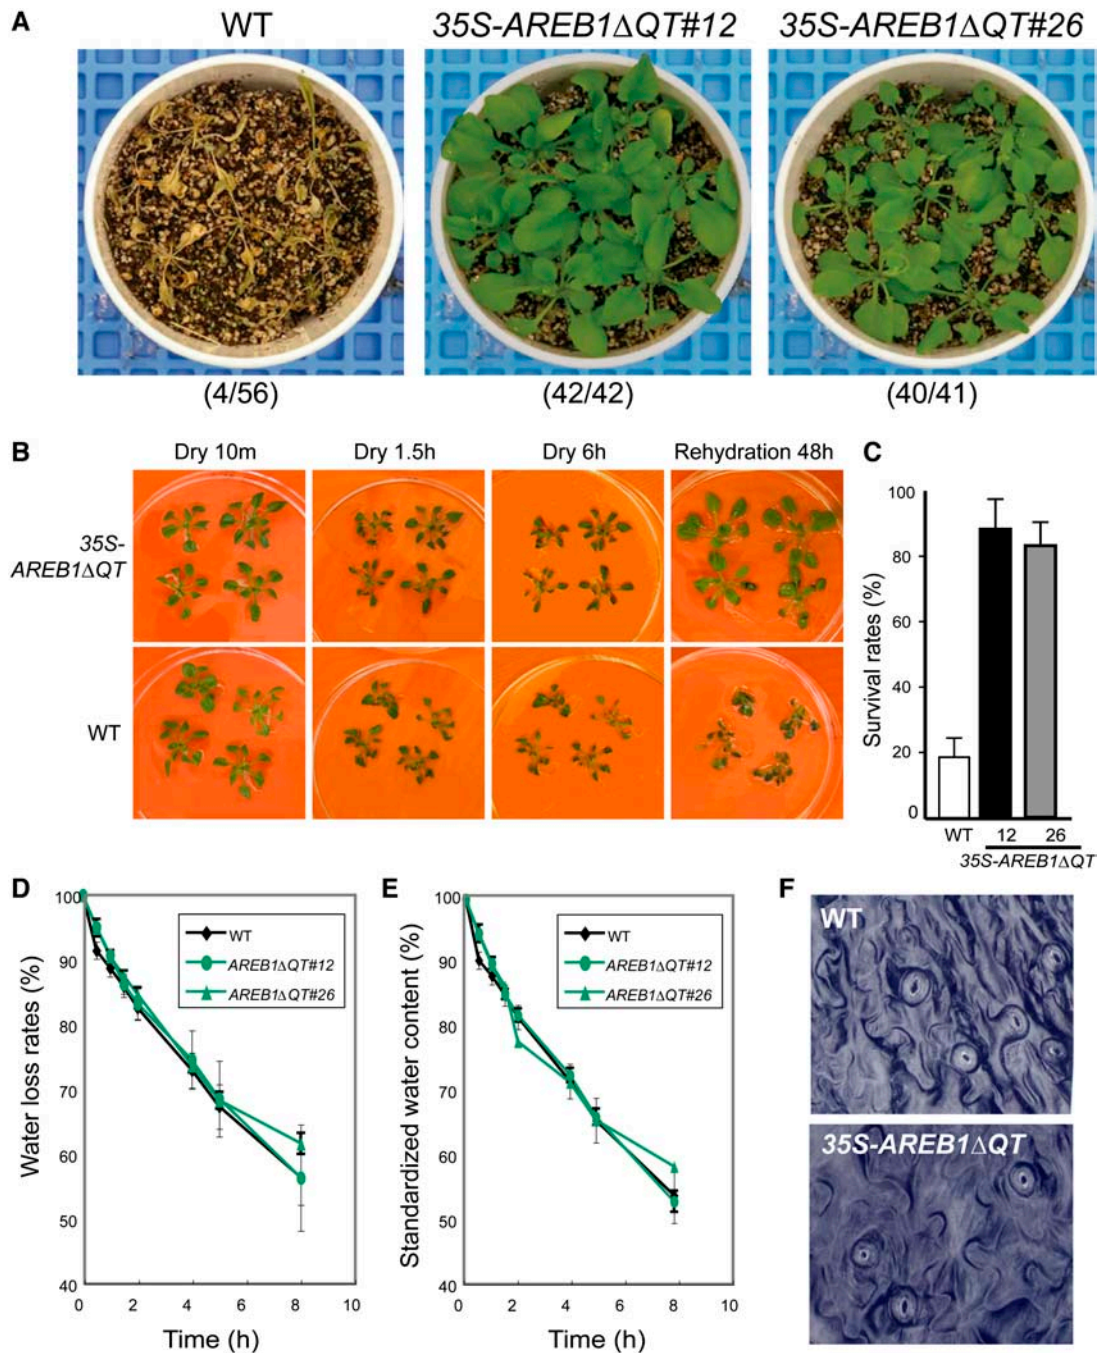 A
WT
35S-AREB1ΔQT#12
35S-AREB1ΔQT#26
(4/56)
(42/42)
(40/41)
B
Dry 10m
Dry 1.5h
Dry 6h
Rehydration 48h
35S-
AREB1ΔQT
WT
C
Survival rates (%)
100
80
60
40
20
0
WT
12
26
35S-AREB1ΔQT
D
Water loss rates (%)
100
90
80
70
60
50
40
WT
AREB1ΔQT#12
AREB1ΔQT#26
0
2
4
6
8
10
Time (h)
E
Standardized water content (%)
100
90
80
70
60
50
40
WT
AREB1ΔQT#12
AREB1ΔQT#26
0
2
4
6
8
10
Time (h)
F
WT
35S-AREB1ΔQT